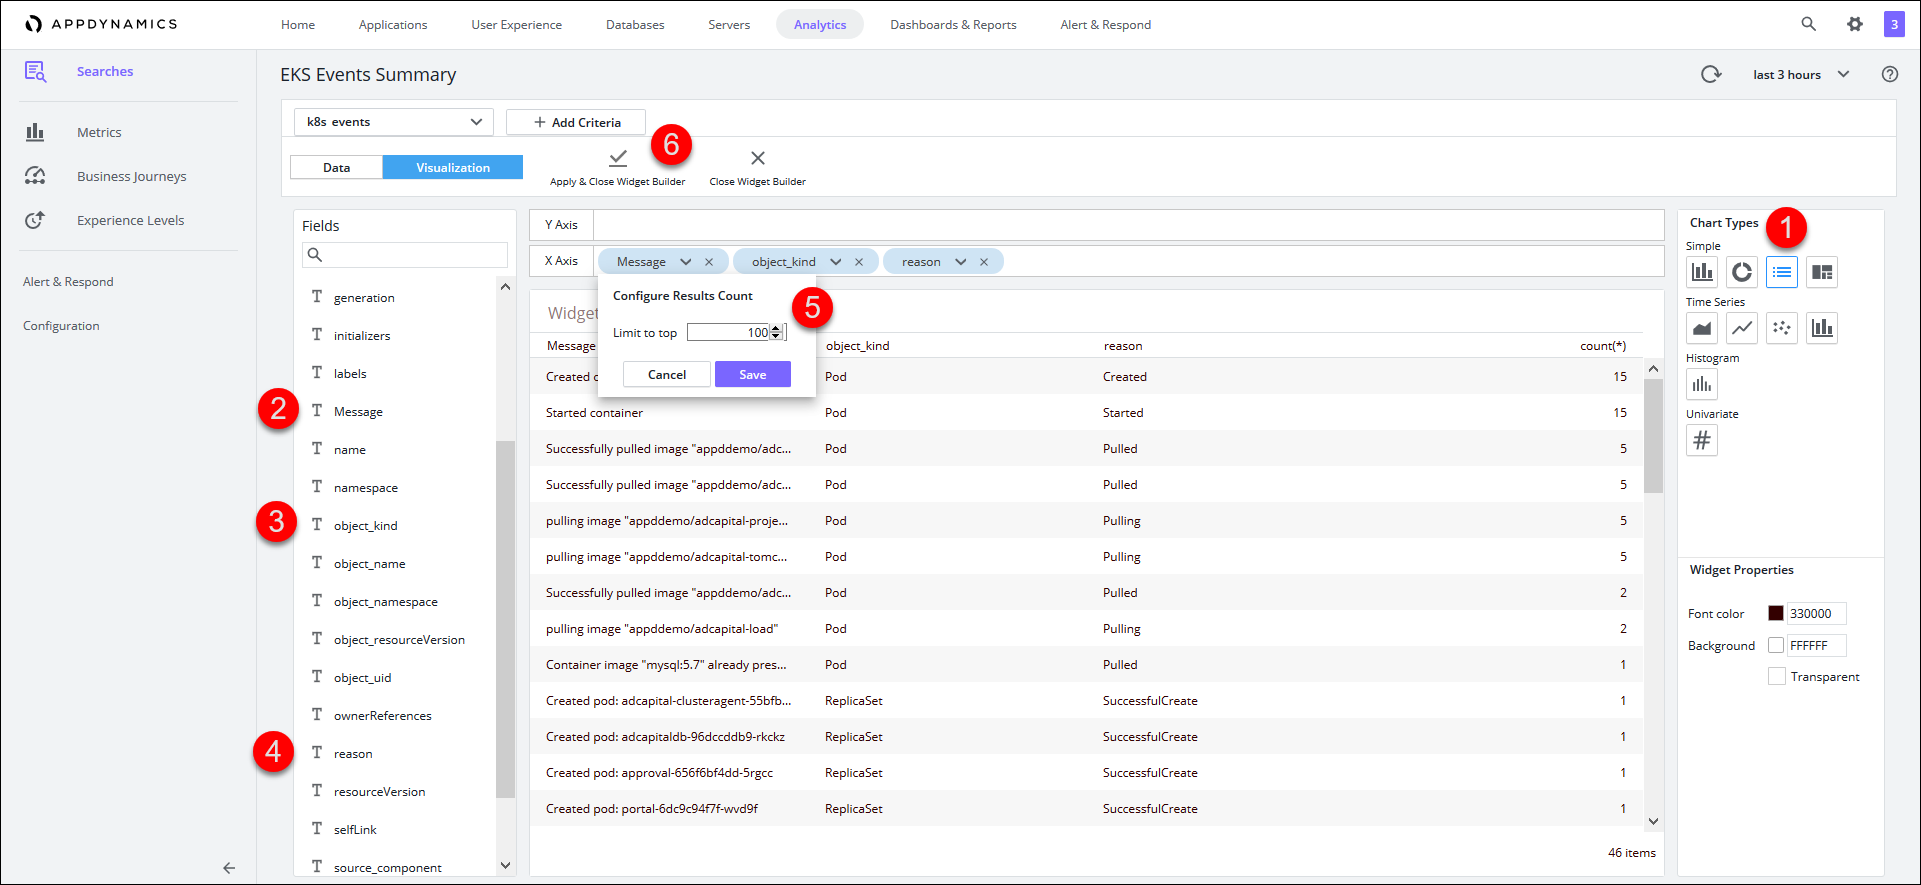 APPDYNAMICS
Home
Applications
User Experience
Databases
Servers
Analytics
Dashboards & Reports
Alert & Respond
3
Searches
Metrics
Business Journeys
Experience Levels
Alert & Respond
Configuration
EKS Events Summary
last 3 hours
k8s events
+ Add Criteria
Data
Visualization
Apply & Close Widget Builder
6
Close Widget Builder
Fields
T generation
T initializers
T labels
2
T Message
T name
T namespace
3
T object_kind
T object_name
T object_namespace
T object_resourceVersion
T object_uid
T ownerReferences
4
T reason
T resourceVersion
T selfLink
T source_component
Y Axis
X Axis
Message
object_kind
reason
Configure Results Count
5
Limit to top 100
Cancel
Save
Widget
Message object_kind reason count(*)
Created Pod Created 15
Started container Pod Started 15
Successfully pulled image "appddemo/adc... Pod Pulled 5
Successfully pulled image "appddemo/adc... Pod Pulled 5
pulling image "appddemo/adcapital-proje... Pod Pulling 5
pulling image "appddemo/adcapital-tomc... Pod Pulling 5
Successfully pulled image "appddemo/adc... Pod Pulled 2
pulling image "appddemo/adcapital-load" Pod Pulling 2
Container image "mysql:5.7" already pres... Pod Pulled 1
Created pod: adcapital-clusteragent-55bfb... ReplicaSet SuccessfulCreate 1
Created pod: adcapitaldb-96dccddb9-rkckz ReplicaSet SuccessfulCreate 1
Created pod: approval-656f6bf4dd-5rgcc ReplicaSet SuccessfulCreate 1
Created pod: portal-6dc9c94f7f-wvd9f ReplicaSet SuccessfulCreate 1
46 items
Chart Types
1
Simple
Time Series
Histogram
Univariate
#
Widget Properties
Font color 330000
Background FFFFFF
Transparent